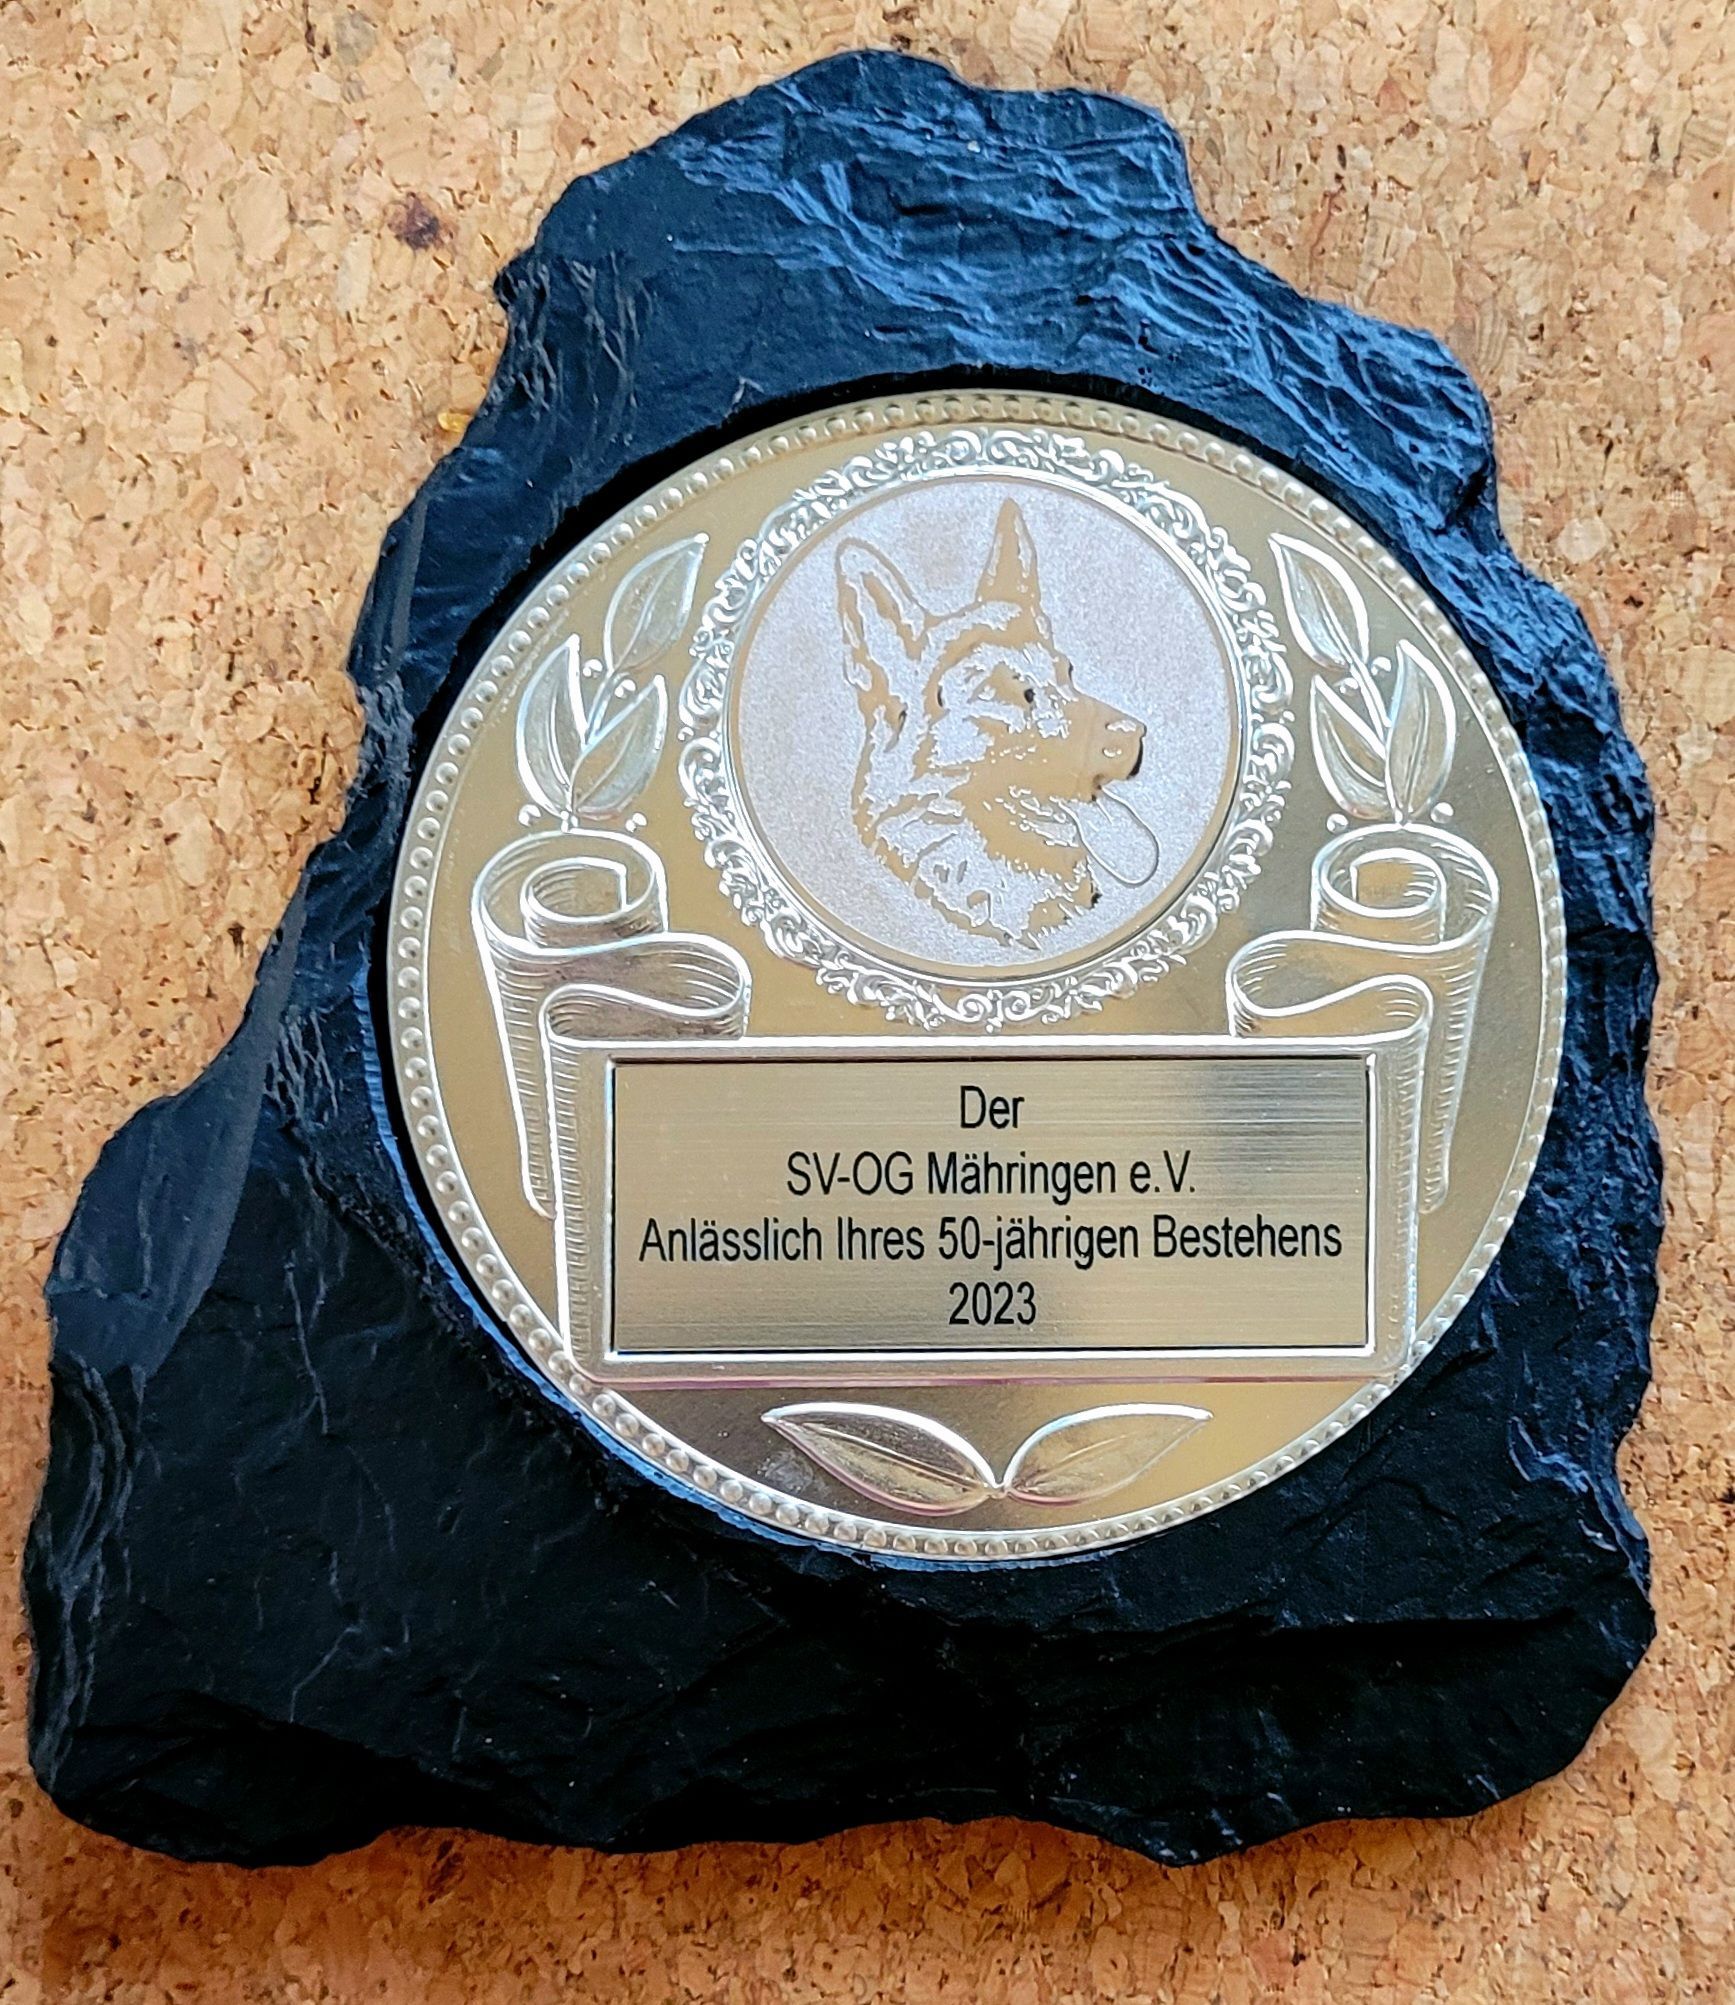 Der
SV-OG Mähringen e.V.
Anlässlich Ihres 50-jährigen Bestehens
2023